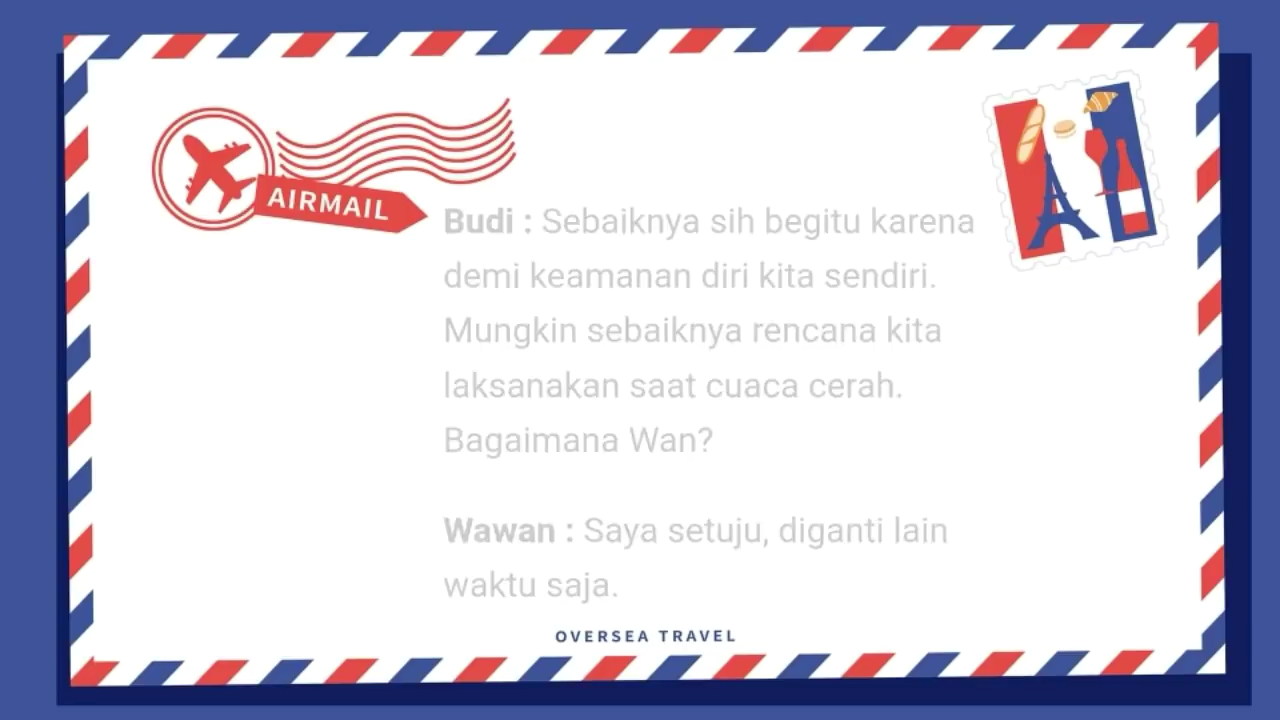 AIRMAIL
Budi : Sebaiknya sih begitu karena
demi keamanan diri kita sendiri.
Mungkin sebaiknya rencana kita
laksanakan saat cuaca cerah.
Bagaimana Wan?
Wawan : Saya setuju, diganti lain
waktu saja.
OVERSEA TRAVEL